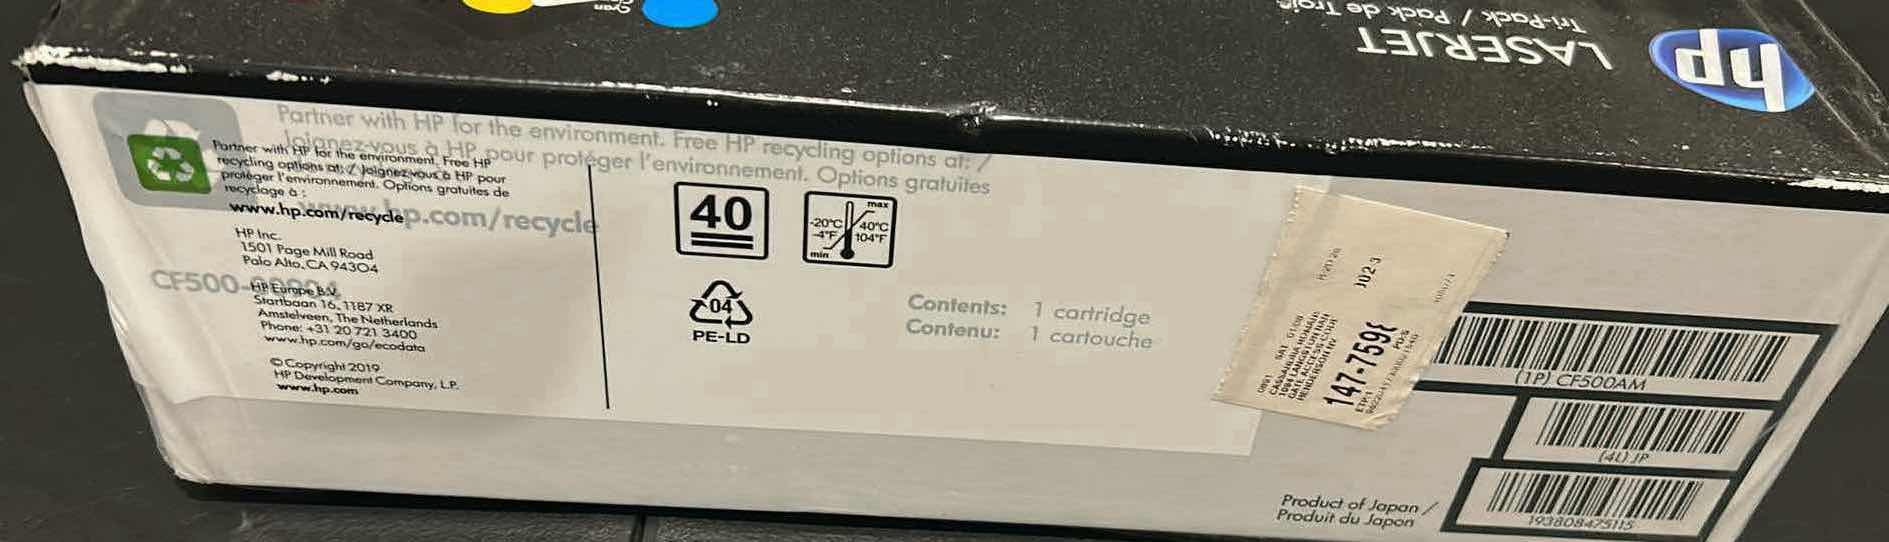 Cyan
Tri-Pack / Pack de Trois
LASERJET
hp
Partner with HP for the environment. Free HP recycling options at: /
Joignez-vous à HP pour protéger l'environnement. Options gratuites
Partner with HP for the environment. Free HP
recycling options at: / Joignez-vous à HP pour
protéger l'environnement. Options gratuites de
recyclage à :
www.hp.com/recycle
p.com/recycle
HP Inc.
1501 Page Mill Road
Palo Alto, CA 94304
CF500-
HP Europe B.V.
Startbaan 16, 1187 XR
Amstelveen, The Netherlands
Phone: +31 20 721 3400
www.hp.com/go/ecodata
© Copyright 2019
HP Development Company, L.P.
www.hp.com
40
max
-20°C
-4°F
40°C
104°F
min
04
PE-LD
Contents: 1 cartridge
Contenu: 1 cartouche
J023
147-759
(1P) CF500AM
(4L) JP
193808475115
Product of Japan /
Produit du Japon